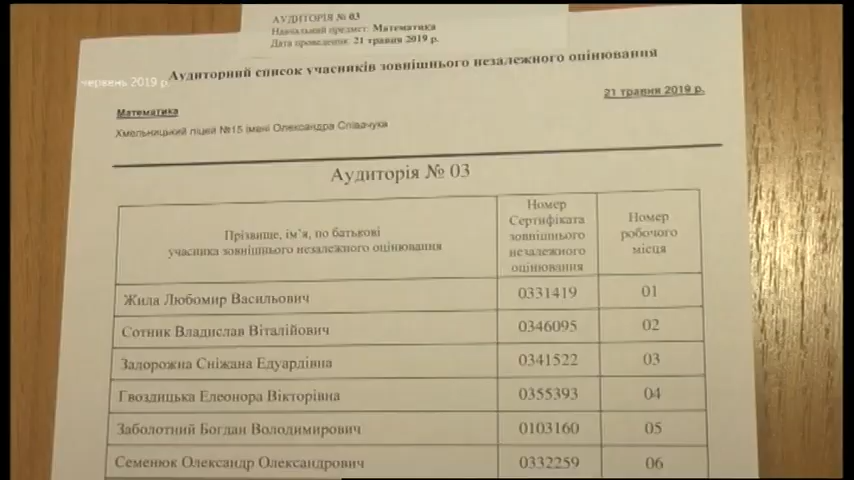 АУДИТОРІЯ № 03
Навчальний предмет: Математика
Дата проведення: 21 травня 2019 р.
червень 2019 р.
Аудиторний список учасників зовнішнього незалежного оцінювання
21 травня 2019 р.
Математика
Хмельницький ліцей №15 імені Олександра Співачука
Аудиторія № 03
Прізвище, ім’я, по батькові
учасника зовнішнього незалежного оцінювання
Номер
Сертифіката
зовнішнього
незалежного
оцінювання
Номер
робочого
місця
Жила Любомир Васильович 0331419 01
Сотник Владислав Віталійович 0346095 02
Задорожна Сніжана Едуардівна 0341522 03
Гвоздицька Елеонора Вікторівна 0355393 04
Заболотний Богдан Володимирович 0103160 05
Семенюк Олександр Олександрович 0332259 06